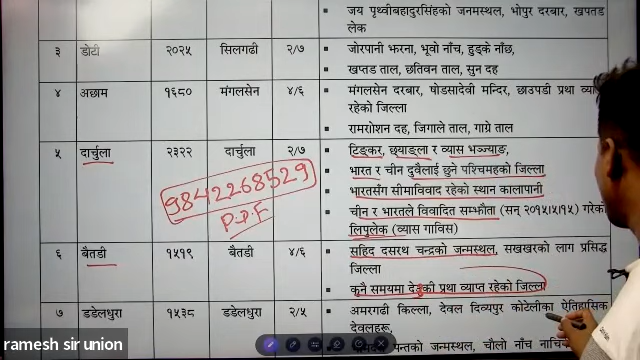 जय पृथ्वीबहादुरसिंहको जन्मस्थल, भोपुर दरबार, खप्तड
लेक
३ डोटी २०२५ सिलगढी २/७
जोरपानी झरना, भूवो नाँच, हुड्के नाँछ,
खप्तड ताल, छतिवन ताल, सुन दह
४ अछाम १६८० मंगलसेन ४/६
मंगलसेन दरबार, षोडसादेवी मन्दिर, छाउपडी प्रथा
रहेको जिल्ला
रामरोशन दह, जिगाले ताल, गाग्रे ताल
५ दार्चुला २३२२ दार्चुला २/७
टिङ्कर, छ्याङ्ला र व्यास भञ्ज्याङ,
भारत र चीन दुवैलाई छुने पश्चिमको जिल्ला
भारतसँग सीमाविवाद रहेको स्थान कालापानी
चीन र भारतले विवादित सम्झौता (सन् २०१५।५।१५) गरेको
लिपुलेक (व्यास गाविस)
9842268529
P.D.F
६ बैतडी १५१९ बैतडी ४/६
सहिद दसरथ चन्द्रको जन्मस्थल, सखखरको लाग प्रसिद्ध
जिल्ला
कुनै समयमा देउकी प्रथा व्याप्त रहेको जिल्ला
७ डडेलधुरा १५३८ डडेलधुरा २/५
अमरगढी किल्ला, देवल दिव्यपुर कोटेलीका ऐतिहासिक
देवलहरू,
जन्मस्थल, चौलो नाँच
ramesh sir union